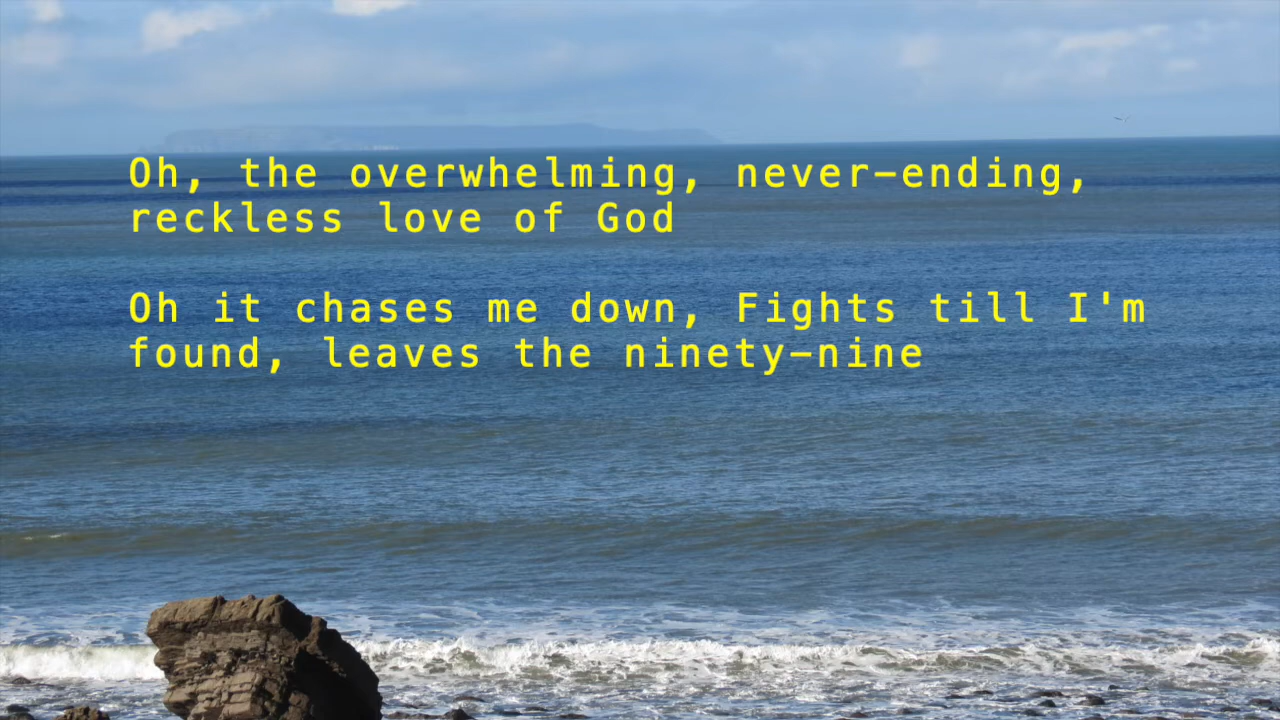 Oh, the overwhelming, never-ending,
reckless love of God
Oh it chases me down, Fights till I'm
found, leaves the ninety-nine